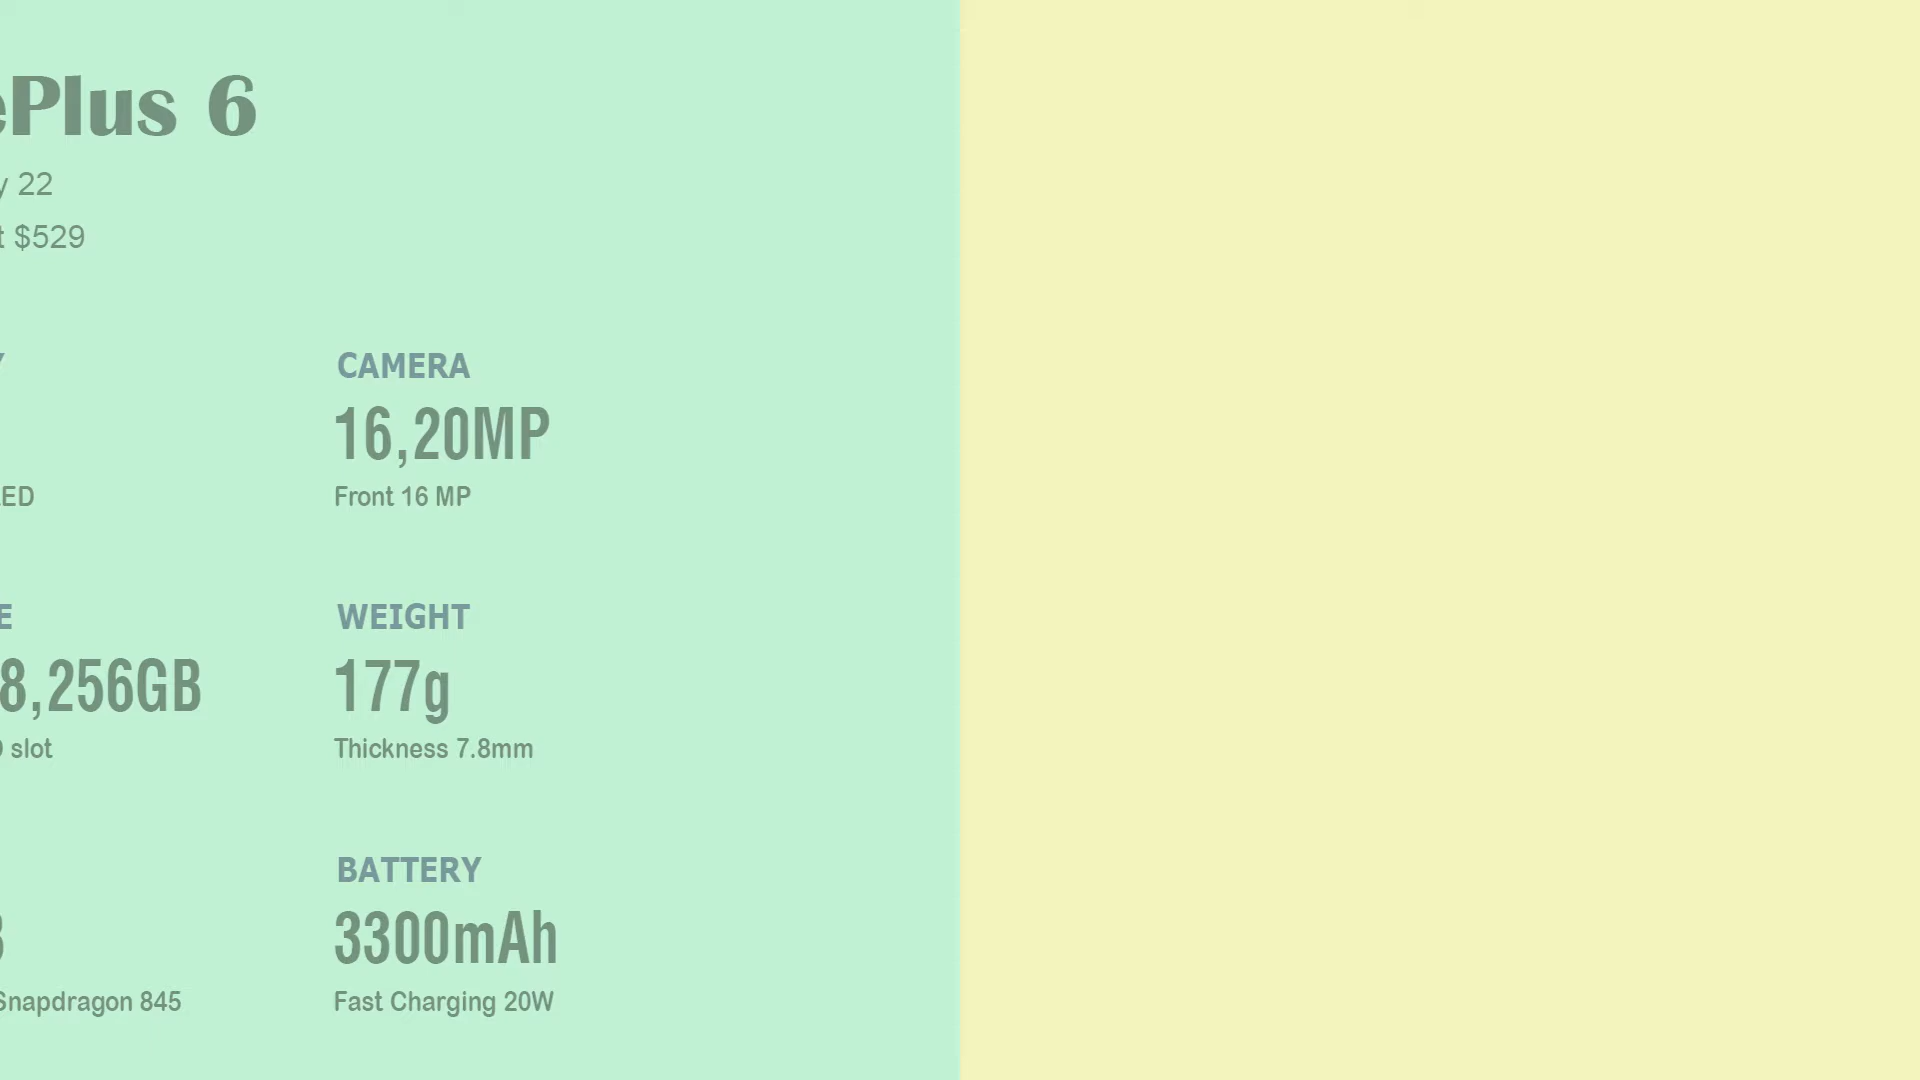 ePlus 6
y 22
t $529
Y
CAMERA
16,20MP
ED
Front 16 MP
E
WEIGHT
8,256GB
177g
slot
Thickness 7.8mm
BATTERY
3300mAh
Snapdragon 845
Fast Charging 20W